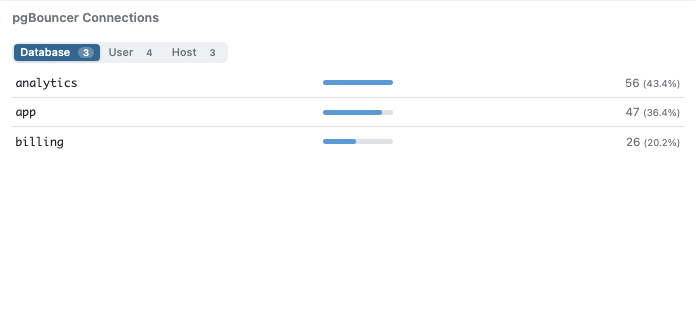 pgBouncer Connections
Database 3 User 4 Host 3
analytics 56 (43.4%)
app 47 (36.4%)
billing 26 (20.2%)